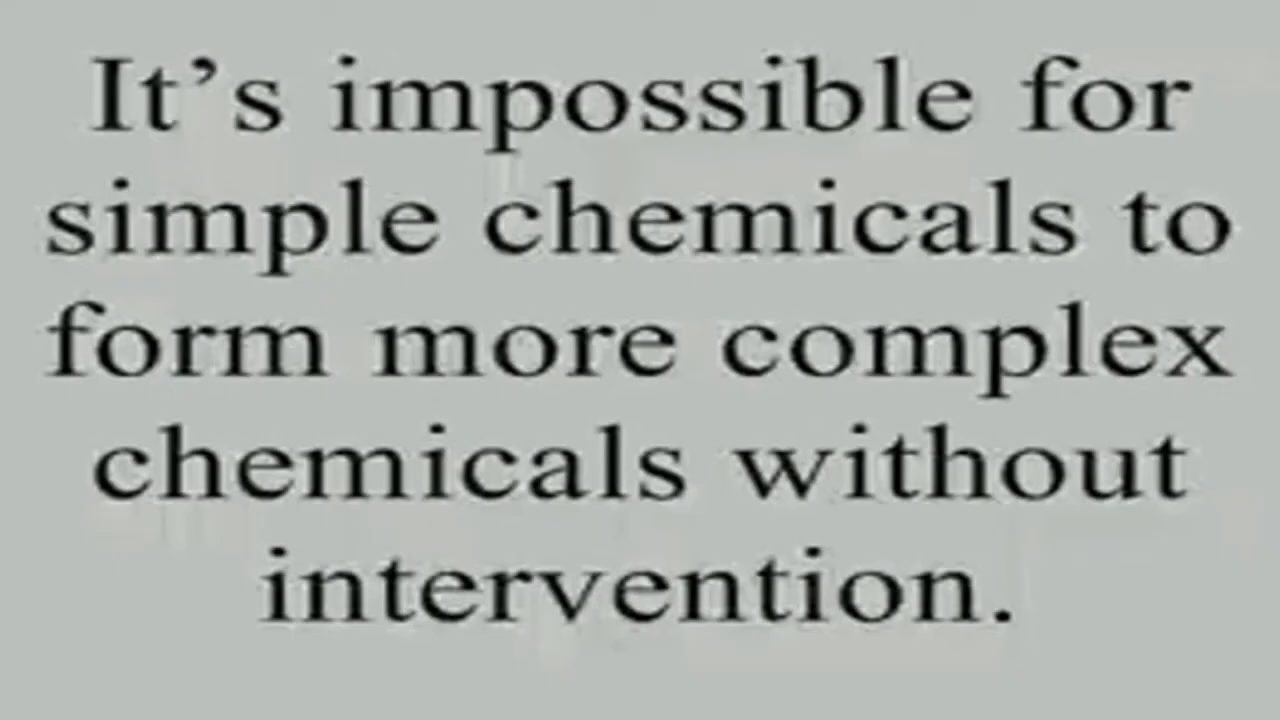 It’s impossible for
simple chemicals to
form more complex
chemicals without
intervention.